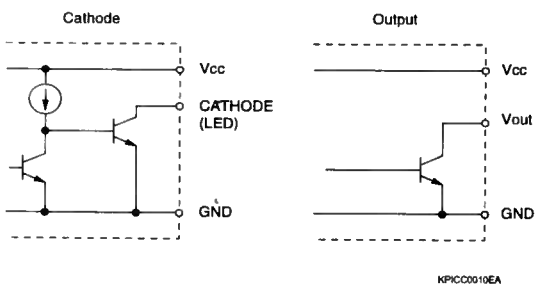 Cathode
Output
Vcc
CATHODE
(LED)
GND
Vcc
Vout
GND
KPICC0010EA